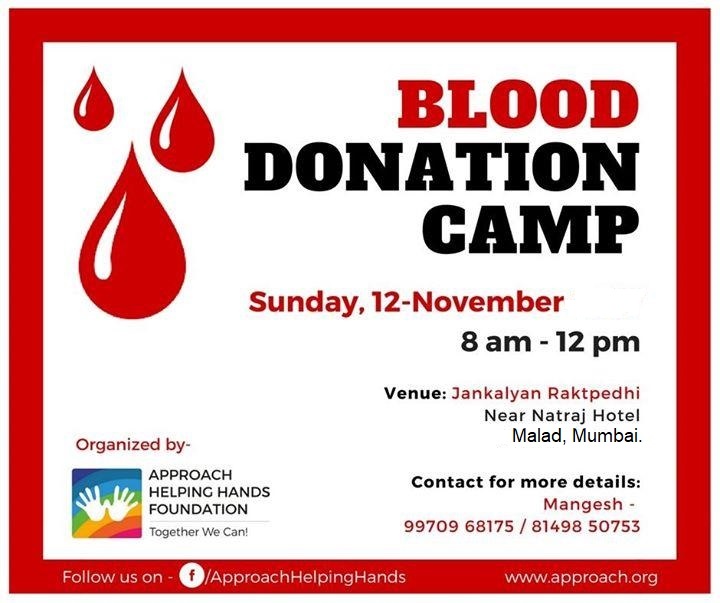 BLOOD
DONATION
CAMP
Sunday, 12-November
8 am - 12 pm
Venue: Jankalyan Raktpedhi
Near Natraj Hotel
Malad, Mumbai.
Organized by-
APPROACH
HELPING HANDS
FOUNDATION
Together We Can!
Contact for more details:
Mangesh -
99709 68175 / 81498 50753
Follow us on - f/ApproachHelpingHands
www.approach.org